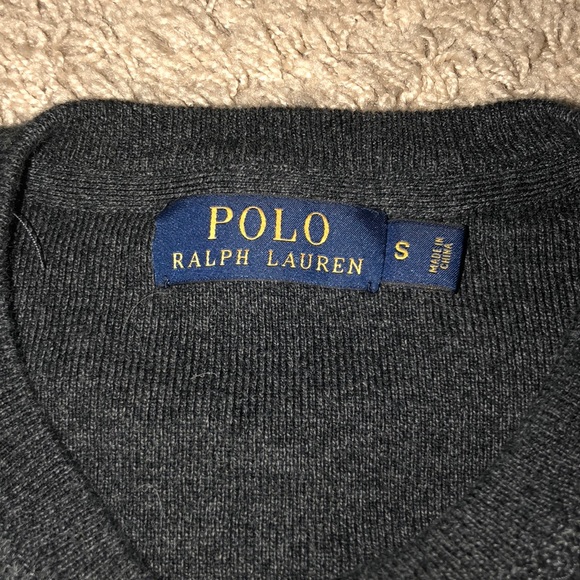 POLO
RALPH LAUREN
S
MADE IN
CHINA